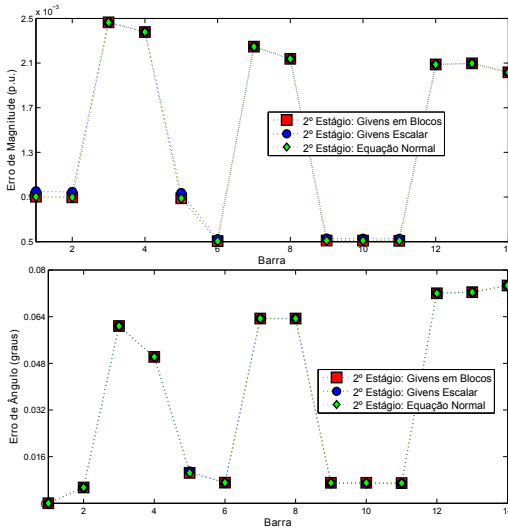 x 10⁻³
2.5
2.1
1.7
1.3
0.9
0.5
Erro de Magnitude (p.u.)
2º Estágio: Givens em Blocos
2º Estágio: Givens Escalar
2º Estágio: Equação Normal
2 4 6 8 10 12 14
Barra
0.08
0.064
0.048
0.032
0.016
Erro de Ângulo (graus)
2º Estágio: Givens em Blocos
2º Estágio: Givens Escalar
2º Estágio: Equação Normal
2 4 6 8 10 12 14
Barra